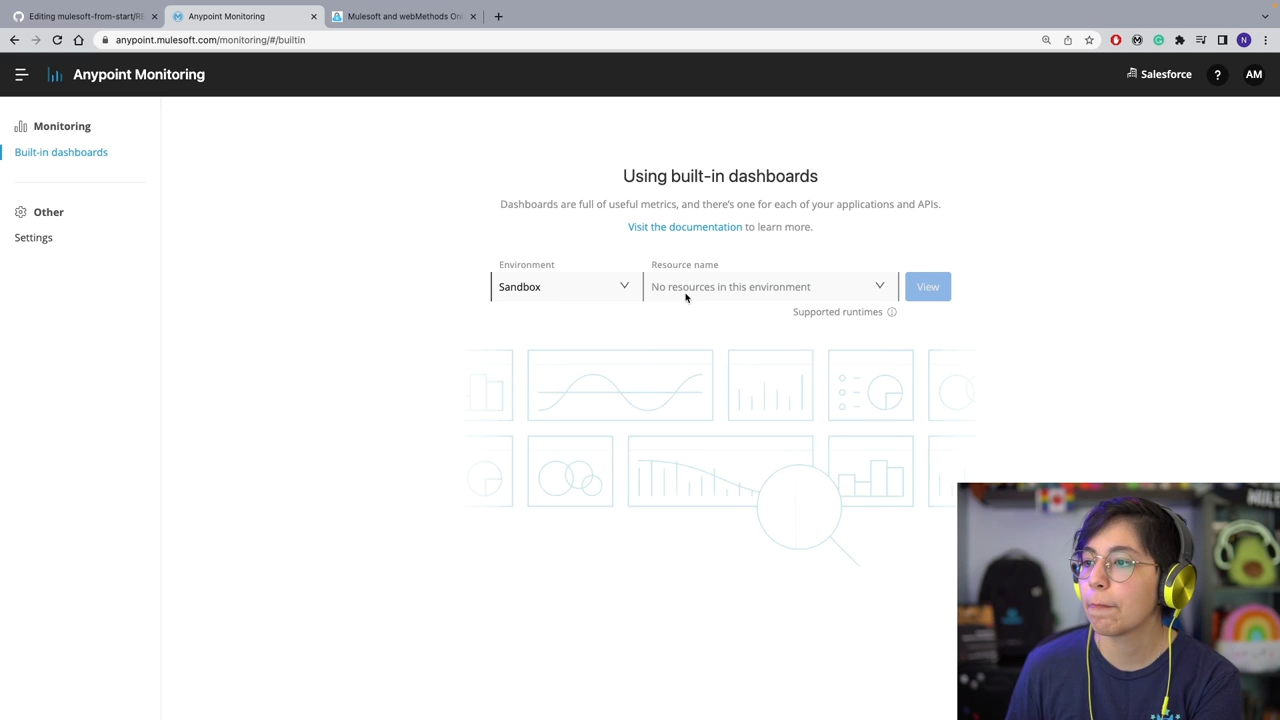 Editing mulesoft-from-start/RE
Anypoint Monitoring
Mulesoft and webMethods Onl
anypoint.mulesoft.com/monitoring/#/builtin
N
Anypoint Monitoring
Salesforce
?
AM
Monitoring
Built-in dashboards
Other
Settings
Using built-in dashboards
Dashboards are full of useful metrics, and there's one for each of your applications and APIs.
Visit the documentation to learn more.
Environment
Resource name
Sandbox
No resources in this environment
View
Supported runtimes